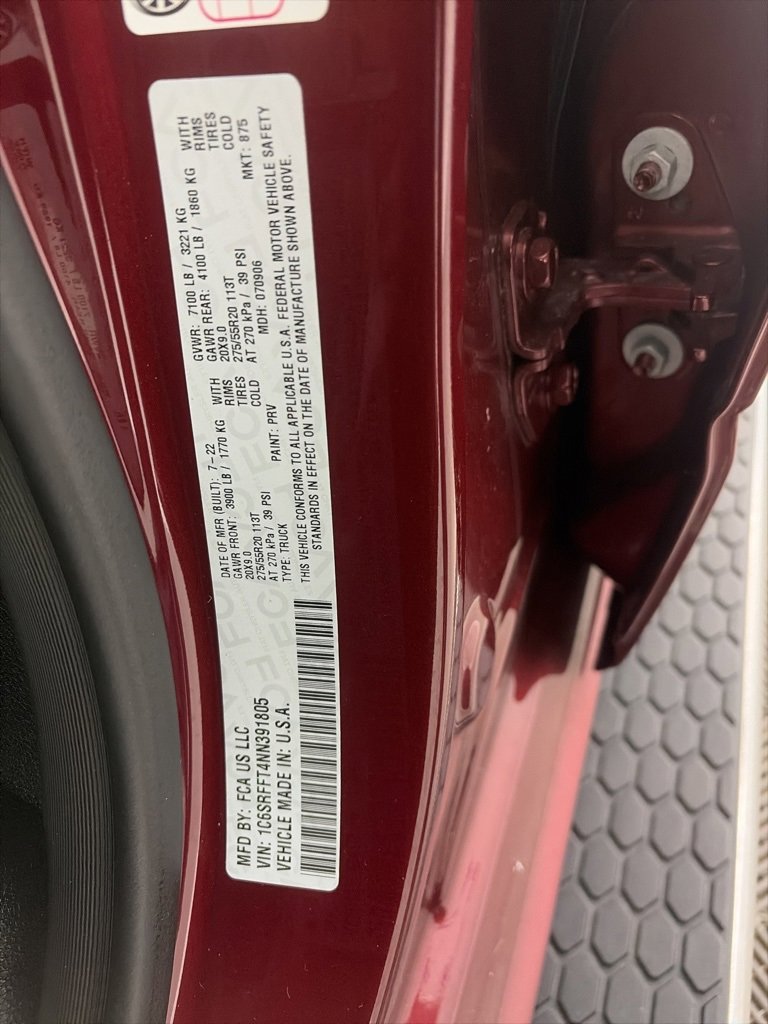 MFD BY: FCA US LLC
VIN: 1C6SRFFT4NN391805
VEHICLE MADE IN: U.S.A.
DATE OF MFR (BUILT): 7-22
GAWR FRONT: 3900 LB / 1770 KG WITH
20X9.0 RIMS
275/55R20 113T TIRES
AT 270 kPa / 39 PSI COLD
TYPE: TRUCK PAINT: PRV
GVWR: 7100 LB / 3221 KG
GAWR REAR: 4100 LB / 1860 KG WITH
20X9.0 RIMS
275/55R20 113T TIRES
AT 270 kPa / 39 PSI COLD
MDH: 070906 MKT: 875
THIS VEHICLE CONFORMS TO ALL APPLICABLE U.S.A. FEDERAL MOTOR VEHICLE SAFETY
STANDARDS IN EFFECT ON THE DATE OF MANUFACTURE SHOWN ABOVE.